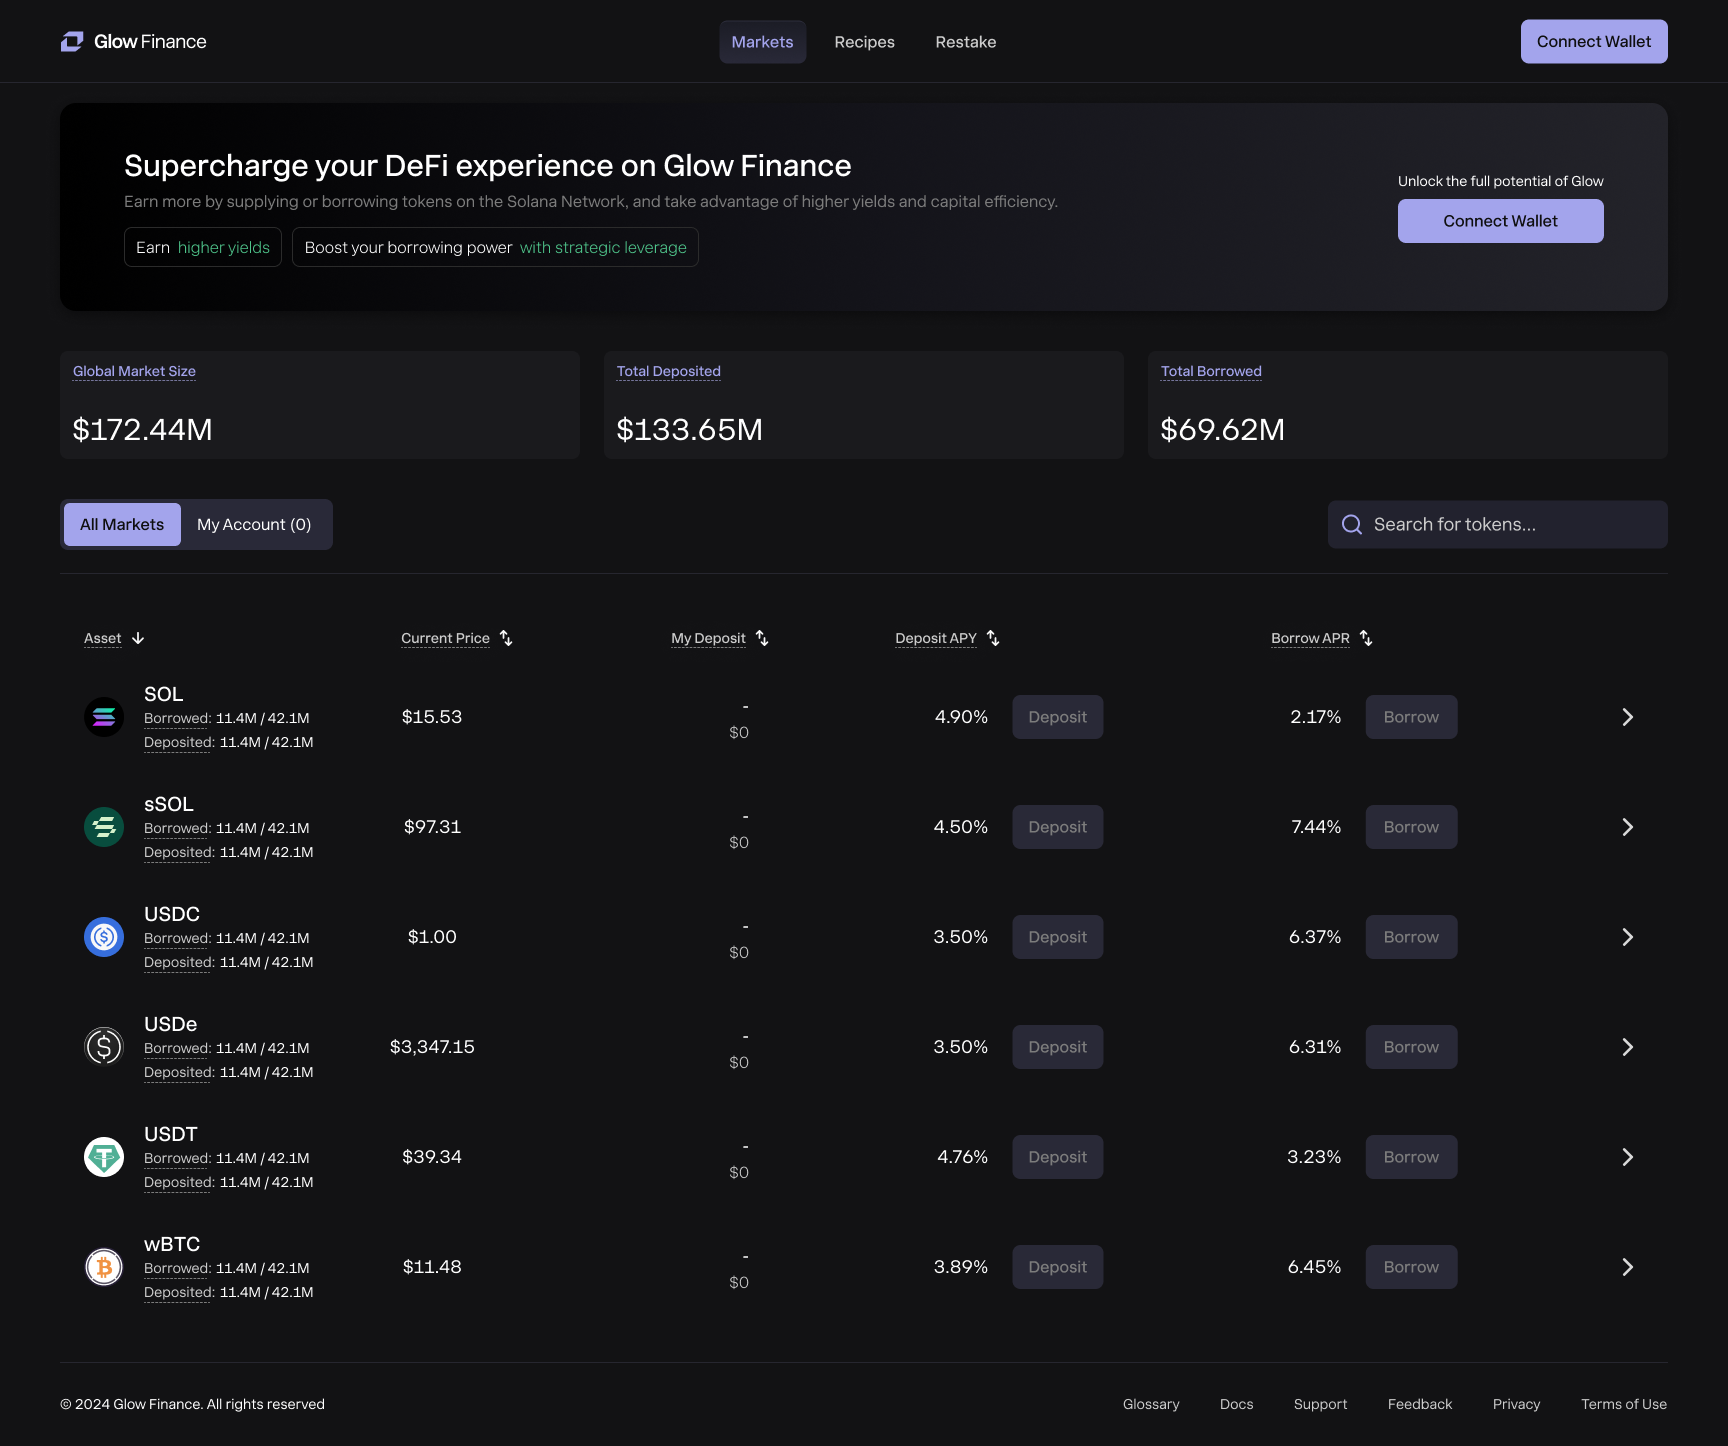 Glow Finance
Markets
Recipes
Restake
Connect Wallet
Supercharge your DeFi experience on Glow Finance
Earn more by supplying or borrowing tokens on the Solana Network, and take advantage of higher yields and capital efficiency.
Earn higher yields
Boost your borrowing power with strategic leverage
Unlock the full potential of Glow
Connect Wallet
Global Market Size
$172.44M
Total Deposited
$133.65M
Total Borrowed
$69.62M
All Markets
My Account (0)
Search for tokens...
Asset
Current Price
My Deposit
Deposit APY
Borrow APR
SOL
Borrowed: 11.4M / 42.1M
Deposited: 11.4M / 42.1M
$15.53
-
$0
4.90%
Deposit
2.17%
Borrow
sSOL
Borrowed: 11.4M / 42.1M
Deposited: 11.4M / 42.1M
$97.31
-
$0
4.50%
Deposit
7.44%
Borrow
USDC
Borrowed: 11.4M / 42.1M
Deposited: 11.4M / 42.1M
$1.00
-
$0
3.50%
Deposit
6.37%
Borrow
USDe
Borrowed: 11.4M / 42.1M
Deposited: 11.4M / 42.1M
$3,347.15
-
$0
3.50%
Deposit
6.31%
Borrow
USDT
Borrowed: 11.4M / 42.1M
Deposited: 11.4M / 42.1M
$39.34
-
$0
4.76%
Deposit
3.23%
Borrow
wBTC
Borrowed: 11.4M / 42.1M
Deposited: 11.4M / 42.1M
$11.48
-
$0
3.89%
Deposit
6.45%
Borrow
© 2024 Glow Finance. All rights reserved
Glossary
Docs
Support
Feedback
Privacy
Terms of Use